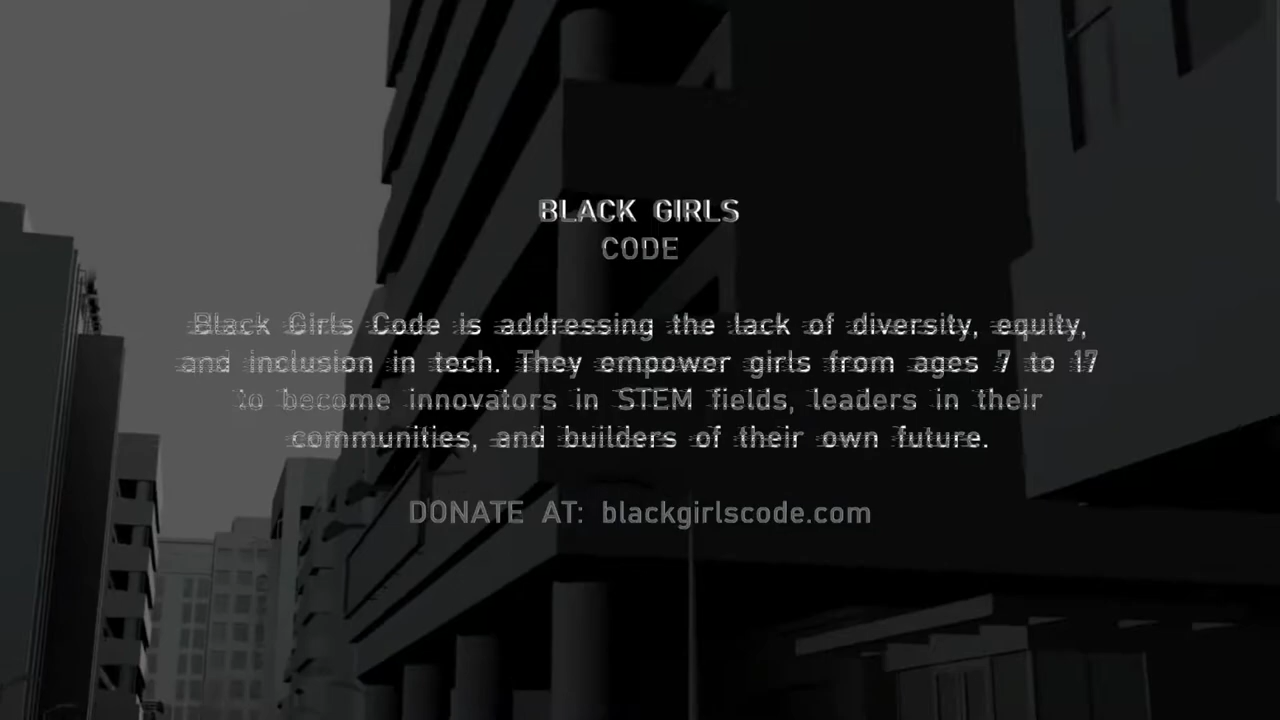 BLACK GIRLS
CODE
Black Girls Code is addressing the lack of diversity, equity,
and inclusion in tech. They empower girls from ages 7 to 17
to become innovators in STEM fields, leaders in their
communities, and builders of their own future.
DONATE AT: blackgirlscode.com